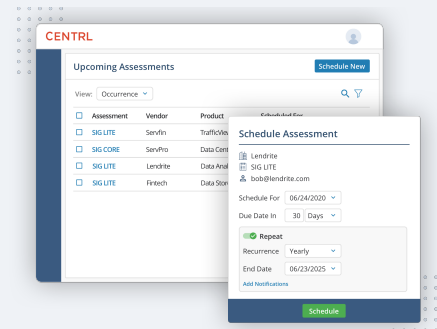 CENTRL
Upcoming Assessments
Schedule New
View: Occurrence
Assessment Vendor Product Scheduled For
SIG LITE Servfin TrafficView
SIG CORE ServPro Data Cent
SIG LITE Lendrite Data Anal
SIG LITE Fintech Data Stor
Schedule Assessment
Lendrite
SIG LITE
bob@lendrite.com
Schedule For 06/24/2020
Due Date In 30 Days
Repeat
Recurrence Yearly
End Date 06/23/2025
Add Notifications
Schedule